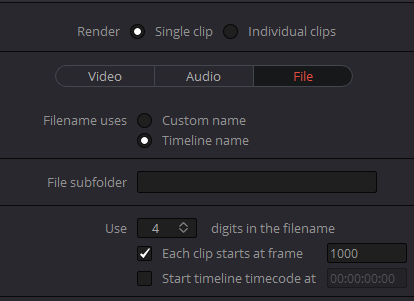 Render Single clip Individual clips
Video Audio File
Filename uses Custom name
Timeline name
File subfolder
Use 4 digits in the filename
Each clip starts at frame 1000
Start timeline timecode at 00:00:00:00